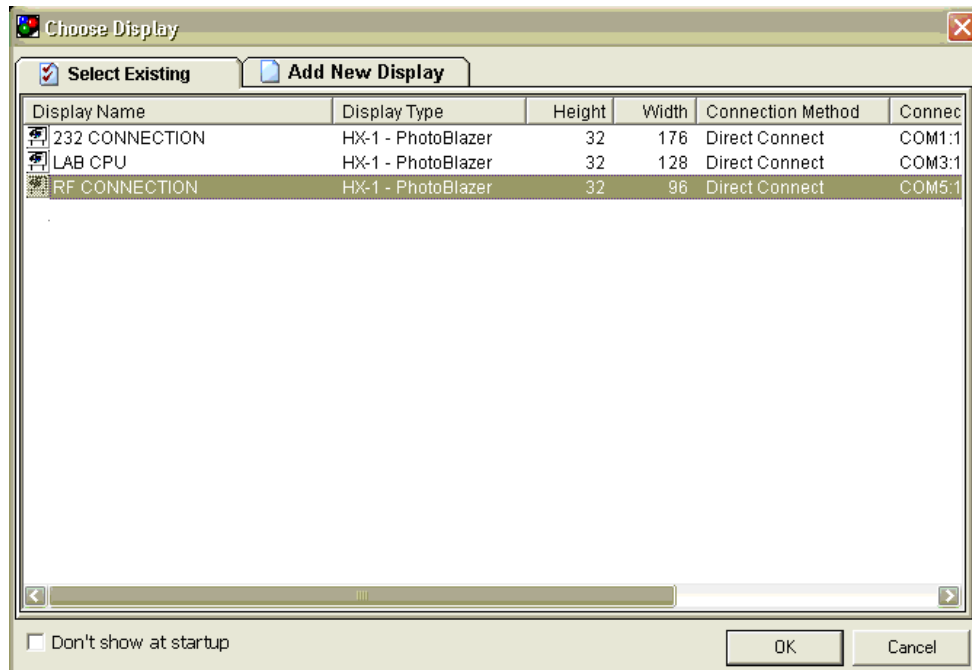 Choose Display
Select Existing Add New Display
Display Name Display Type Height Width Connection Method Connec
232 CONNECTION HX-1 - PhotoBlazer 32 176 Direct Connect COM1:1
LAB CPU HX-1 - PhotoBlazer 32 128 Direct Connect COM3:1
RF CONNECTION HX-1 - PhotoBlazer 32 96 Direct Connect COM5:1
Don't show at startup OK Cancel